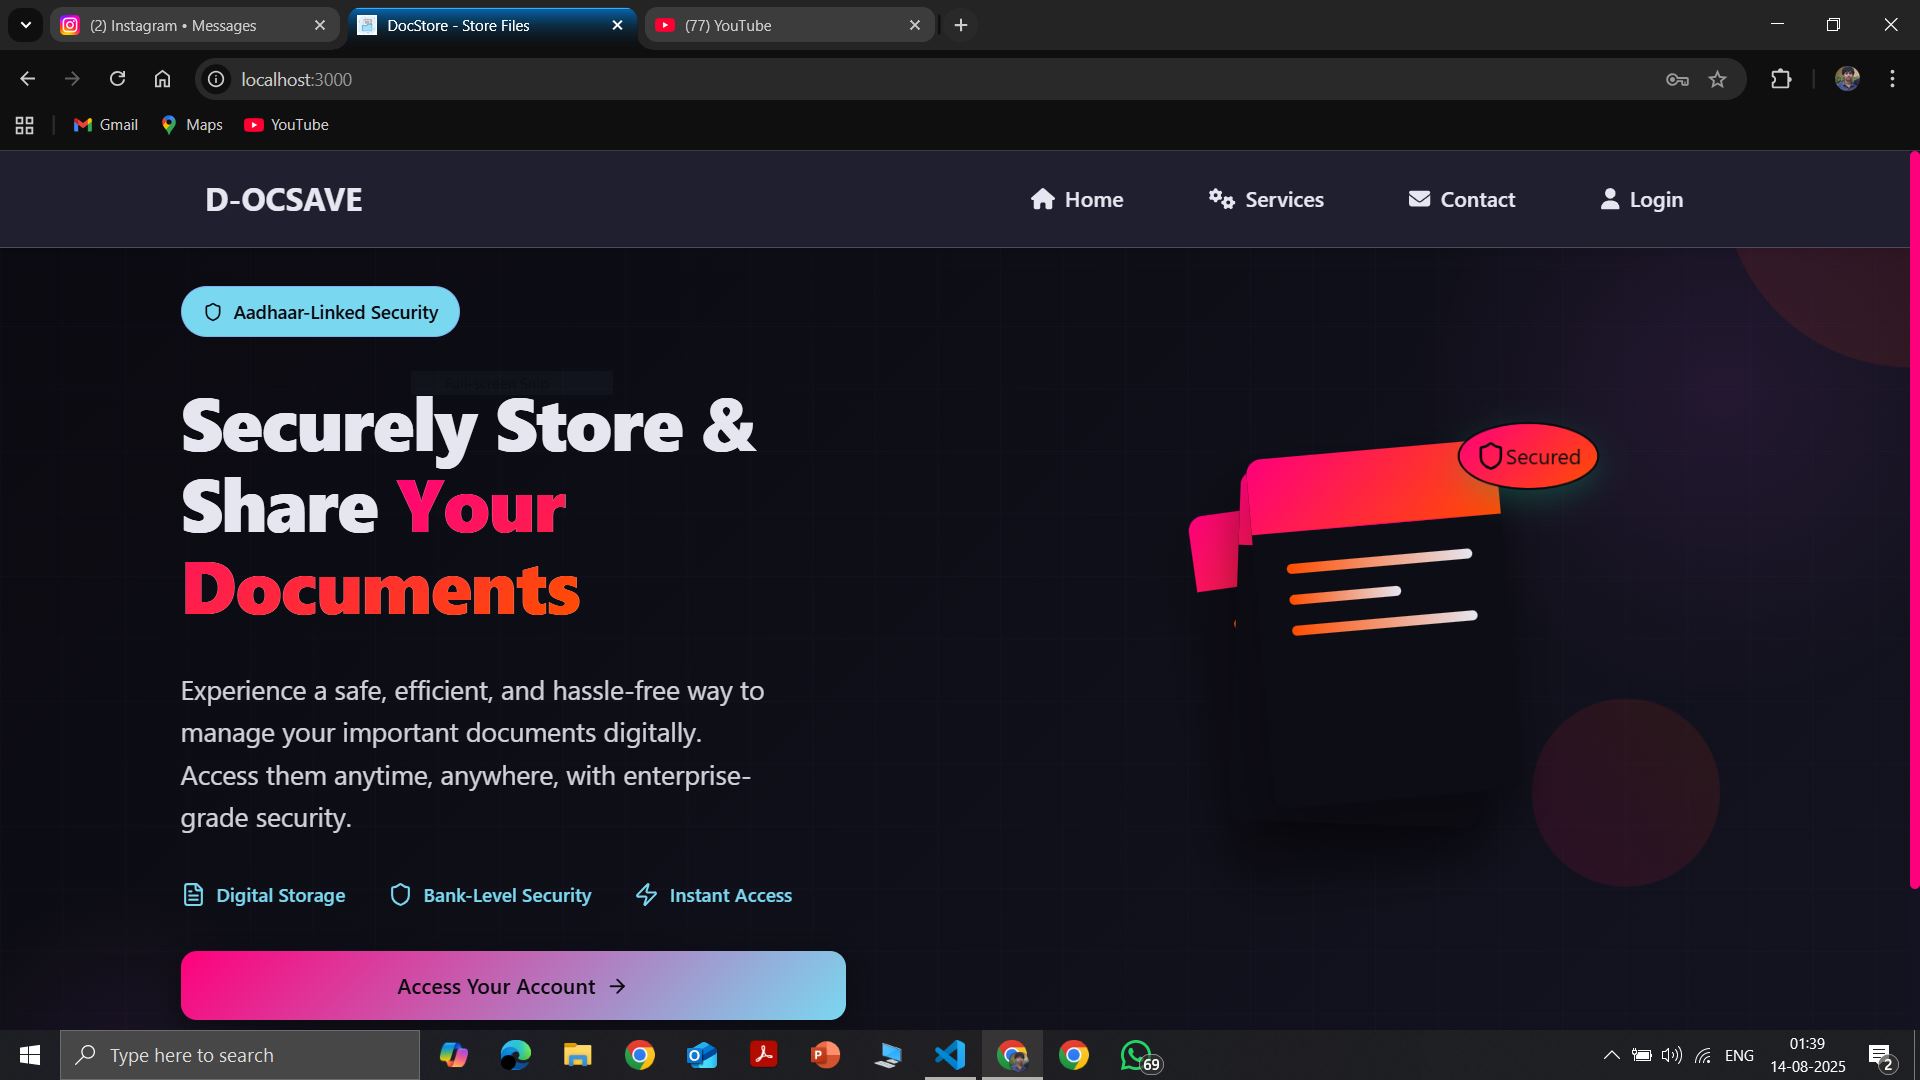 (2) Instagram • Messages
DocStore - Store Files
(77) YouTube
localhost:3000
Gmail
Maps
YouTube
D-OCSAVE
Home
Services
Contact
Login
Aadhaar-Linked Security
Full-screen Snip
Securely Store &
Share Your
Documents
Secured
Experience a safe, efficient, and hassle-free way to
manage your important documents digitally.
Access them anytime, anywhere, with enterprise-
grade security.
Digital Storage
Bank-Level Security
Instant Access
Access Your Account →
Type here to search
69
ENG
01:39
14-08-2025
2